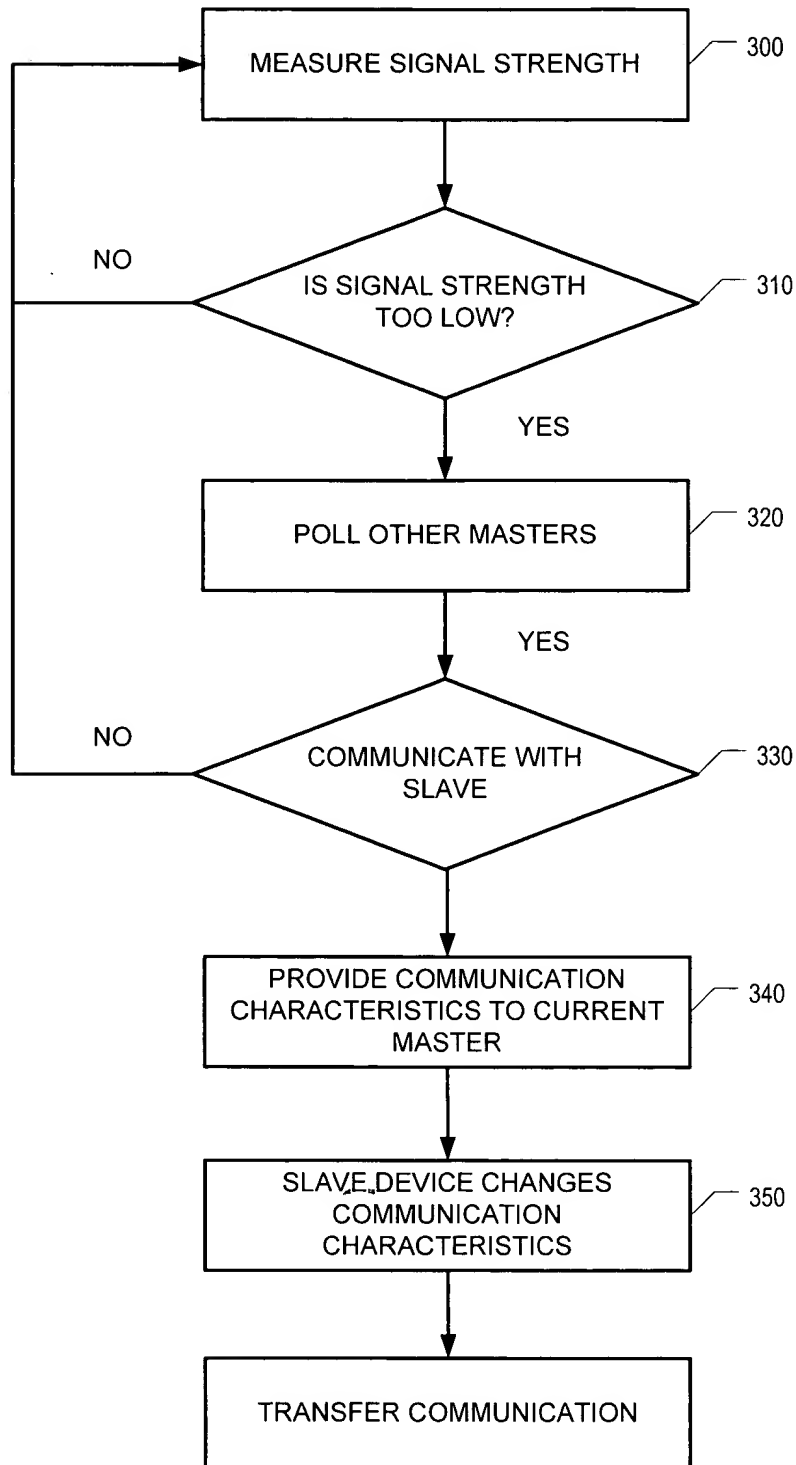 MEASURE SIGNAL STRENGTH
300
NO
IS SIGNAL STRENGTH
TOO LOW?
310
YES
POLL OTHER MASTERS
320
YES
NO
COMMUNICATE WITH
SLAVE
330
PROVIDE COMMUNICATION
CHARACTERISTICS TO CURRENT
MASTER
340
SLAVE DEVICE CHANGES
COMMUNICATION
CHARACTERISTICS
350
TRANSFER COMMUNICATION